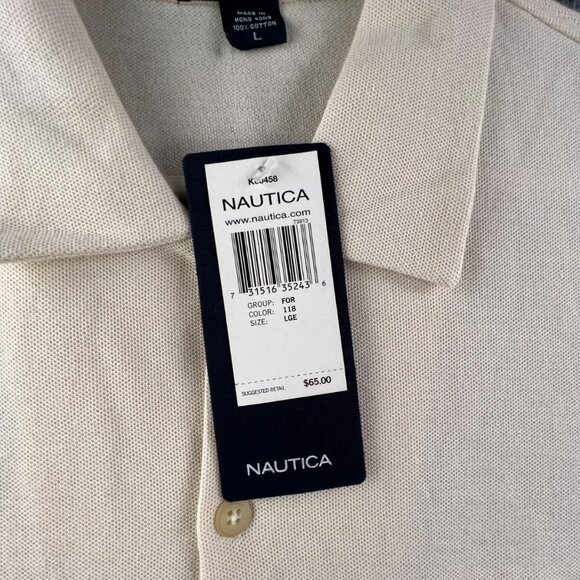 MADE IN
HONG KONG
100% COTTON
L
NAUTICA
www.nautica.com
T3913
7 31516 35243 6
GROUP: FOR
COLOR: 118
SIZE: LGE
SUGGESTED RETAIL $65.00
NAUTICA